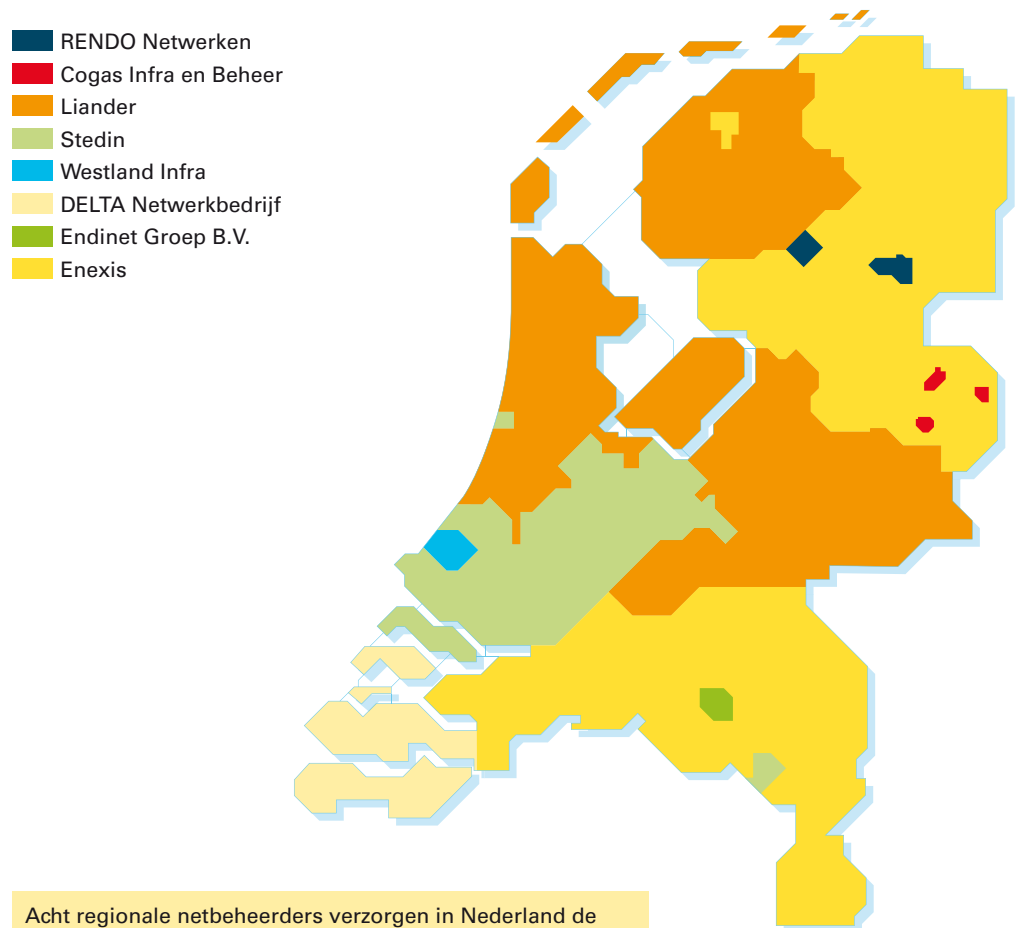 RENDO Netwerken
Cogas Infra en Beheer
Liander
Stedin
Westland Infra
DELTA Netwerkbedrijf
Endinet Groep B.V.
Enexis
Acht regionale netbeheerders verzorgen in Nederland de